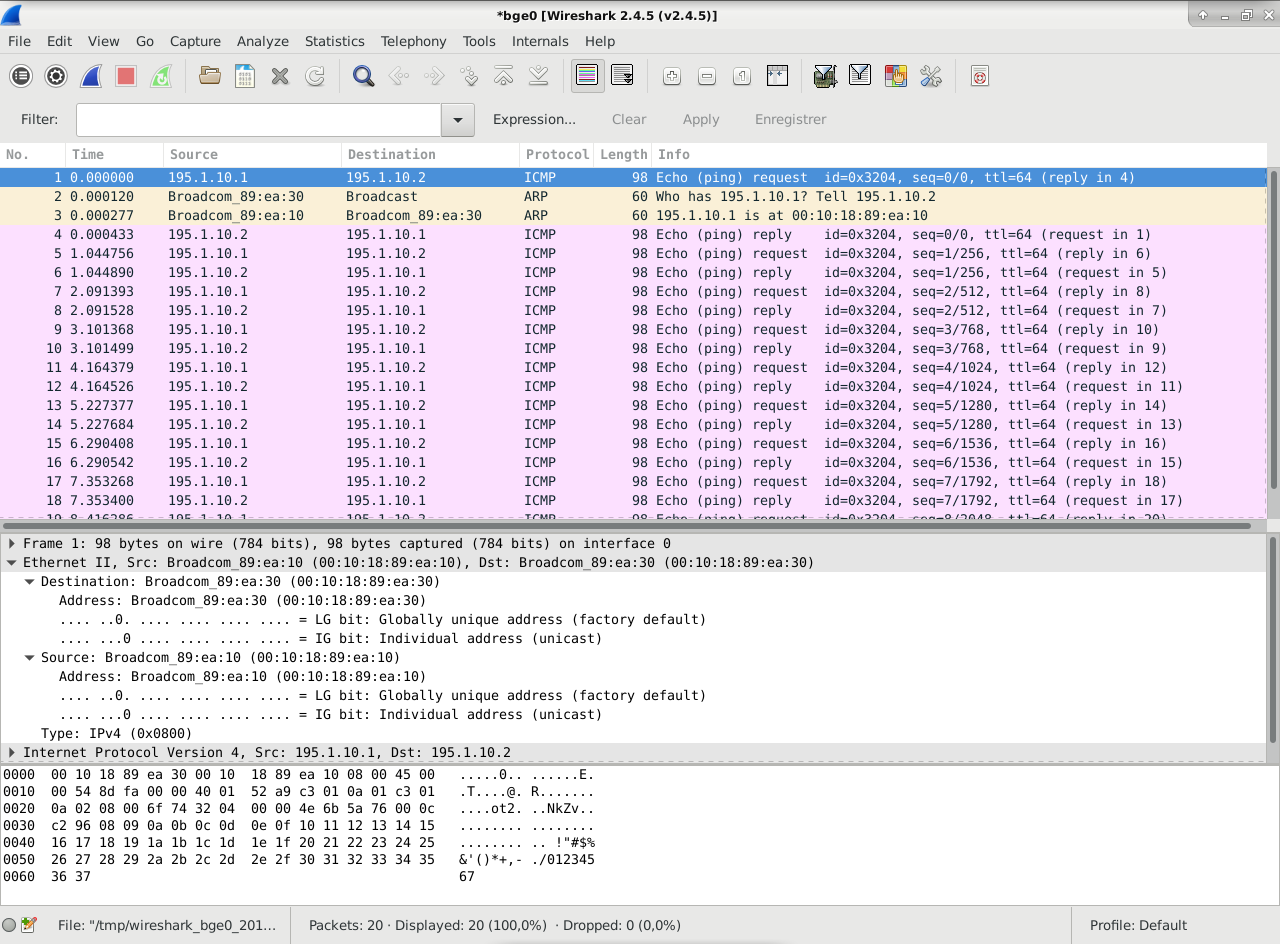 *bge0 [Wireshark 2.4.5 (v2.4.5)]
File Edit View Go Capture Analyze Statistics Telephony Tools Internals Help
Filter: Expression... Clear Apply Enregistrer
No. Time Source Destination Protocol Length Info
1 0.000000 195.1.10.1 195.1.10.2 ICMP 98 Echo (ping) request id=0x3204, seq=0/0, ttl=64 (reply in 4)
2 0.000120 Broadcom_89:ea:30 Broadcast ARP 60 Who has 195.1.10.1? Tell 195.1.10.2
3 0.000277 Broadcom_89:ea:10 Broadcom_89:ea:30 ARP 60 195.1.10.1 is at 00:10:18:89:ea:10
4 0.000433 195.1.10.2 195.1.10.1 ICMP 98 Echo (ping) reply id=0x3204, seq=0/0, ttl=64 (request in 1)
5 1.044756 195.1.10.1 195.1.10.2 ICMP 98 Echo (ping) request id=0x3204, seq=1/256, ttl=64 (reply in 6)
6 1.044890 195.1.10.2 195.1.10.1 ICMP 98 Echo (ping) reply id=0x3204, seq=1/256, ttl=64 (request in 5)
7 2.091393 195.1.10.1 195.1.10.2 ICMP 98 Echo (ping) request id=0x3204, seq=2/512, ttl=64 (reply in 8)
8 2.091528 195.1.10.2 195.1.10.1 ICMP 98 Echo (ping) reply id=0x3204, seq=2/512, ttl=64 (request in 7)
9 3.101368 195.1.10.1 195.1.10.2 ICMP 98 Echo (ping) request id=0x3204, seq=3/768, ttl=64 (reply in 10)
10 3.101499 195.1.10.2 195.1.10.1 ICMP 98 Echo (ping) reply id=0x3204, seq=3/768, ttl=64 (request in 9)
11 4.164379 195.1.10.1 195.1.10.2 ICMP 98 Echo (ping) request id=0x3204, seq=4/1024, ttl=64 (reply in 12)
12 4.164526 195.1.10.2 195.1.10.1 ICMP 98 Echo (ping) reply id=0x3204, seq=4/1024, ttl=64 (request in 11)
13 5.227377 195.1.10.1 195.1.10.2 ICMP 98 Echo (ping) request id=0x3204, seq=5/1280, ttl=64 (reply in 14)
14 5.227684 195.1.10.2 195.1.10.1 ICMP 98 Echo (ping) reply id=0x3204, seq=5/1280, ttl=64 (request in 13)
15 6.290408 195.1.10.1 195.1.10.2 ICMP 98 Echo (ping) request id=0x3204, seq=6/1536, ttl=64 (reply in 16)
16 6.290542 195.1.10.2 195.1.10.1 ICMP 98 Echo (ping) reply id=0x3204, seq=6/1536, ttl=64 (request in 15)
17 7.353268 195.1.10.1 195.1.10.2 ICMP 98 Echo (ping) request id=0x3204, seq=7/1792, ttl=64 (reply in 18)
18 7.353400 195.1.10.2 195.1.10.1 ICMP 98 Echo (ping) reply id=0x3204, seq=7/1792, ttl=64 (request in 17)
Frame 1: 98 bytes on wire (784 bits), 98 bytes captured (784 bits) on interface 0
Ethernet II, Src: Broadcom_89:ea:10 (00:10:18:89:ea:10), Dst: Broadcom_89:ea:30 (00:10:18:89:ea:30)
Destination: Broadcom_89:ea:30 (00:10:18:89:ea:30)
Address: Broadcom_89:ea:30 (00:10:18:89:ea:30)
.... ..0. .... .... .... .... = LG bit: Globally unique address (factory default)
.... ...0 .... .... .... .... = IG bit: Individual address (unicast)
Source: Broadcom_89:ea:10 (00:10:18:89:ea:10)
Address: Broadcom_89:ea:10 (00:10:18:89:ea:10)
.... ..0. .... .... .... .... = LG bit: Globally unique address (factory default)
.... ...0 .... .... .... .... = IG bit: Individual address (unicast)
Type: IPv4 (0x0800)
Internet Protocol Version 4, Src: 195.1.10.1, Dst: 195.1.10.2
0000 00 10 18 89 ea 30 00 10 18 89 ea 10 08 00 45 00 .....0.. ......E.
0010 00 54 8d fa 00 00 40 01 52 a9 c3 01 0a 01 c3 01 .T....@. R.......
0020 0a 02 08 00 6f 74 32 04 00 00 4e 6b 5a 76 00 0c ....ot2. ..NkZv..
0030 c2 96 08 09 0a 0b 0c 0d 0e 0f 10 11 12 13 14 15 ........ ........
0040 16 17 18 19 1a 1b 1c 1d 1e 1f 20 21 22 23 24 25 ........ .. !"#$%
0050 26 27 28 29 2a 2b 2c 2d 2e 2f 30 31 32 33 34 35 &'()*+,- ./012345
0060 36 37 67
File: "/tmp/wireshark_bge0_201... Packets: 20 · Displayed: 20 (100,0%) · Dropped: 0 (0,0%) Profile: Default